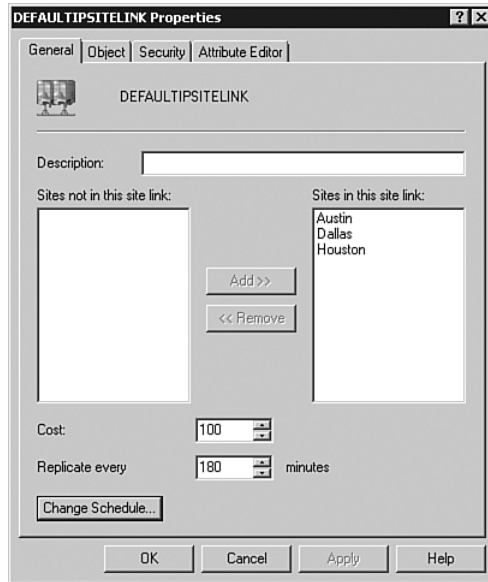 DEFAULTIPSITELINK Properties ? X
General Object Security Attribute Editor
DEFAULTIPSITELINK
Description:
Sites not in this site link: Sites in this site link:
Austin
Dallas
Houston
Add >>
<< Remove
Cost: 100
Replicate every 180 minutes
Change Schedule...
OK Cancel Apply Help